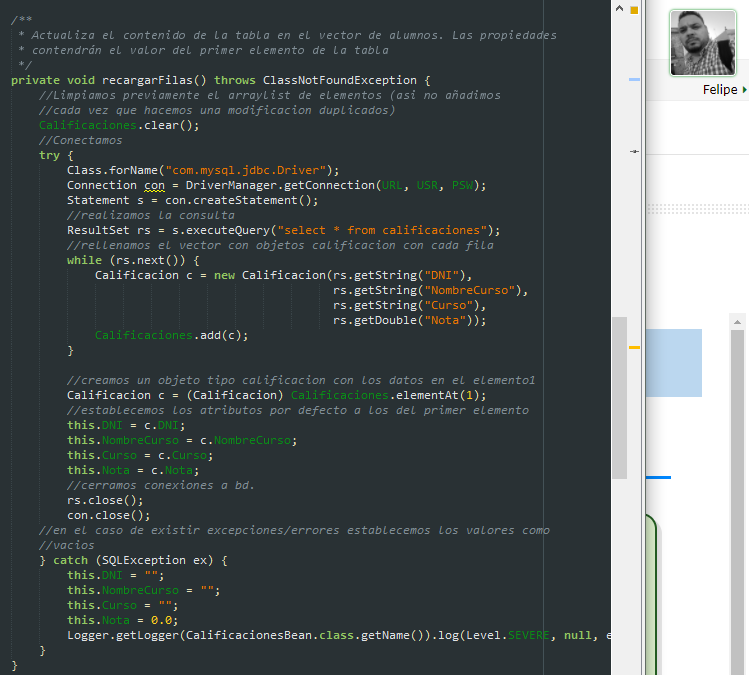 /**
* Actualiza el contenido de la tabla en el vector de alumnos. Las propiedades
* contendrán el valor del primer elemento de la tabla
*/
private void recargarFilas() throws ClassNotFoundException {
//Limpiamos previamente el arraylist de elementos (asi no añadimos
//cada vez que hacemos una modificacion duplicados)
Calificaciones.clear();
//Conectamos
try {
Class.forName("com.mysql.jdbc.Driver");
Connection con = DriverManager.getConnection(URL, USR, PSW);
Statement s = con.createStatement();
//realizamos la consulta
ResultSet rs = s.executeQuery("select * from calificaciones");
//rellenamos el vector con objetos calificacion con cada fila
while (rs.next()) {
Calificacion c = new Calificacion(rs.getString("DNI"),
rs.getString("NombreCurso"),
rs.getString("Curso"),
rs.getDouble("Nota"));
Calificaciones.add(c);
}
//creamos un objeto tipo calificacion con los datos en el elemento1
Calificacion c = (Calificacion) Calificaciones.elementAt(1);
//establecemos los atributos por defecto a los del primer elemento
this.DNI = c.DNI;
this.NombreCurso = c.NombreCurso;
this.Curso = c.Curso;
this.Nota = c.Nota;
//cerramos conexiones a bd.
rs.close();
con.close();
//en el caso de existir excepciones/errores establecemos los valores como
//vacios
} catch (SQLException ex) {
this.DNI = "";
this.NombreCurso = "";
this.Curso = "";
this.Nota = 0.0;
Logger.getLogger(CalificacionesBean.class.getName()).log(Level.SEVERE, null, e
}
}
Felipe